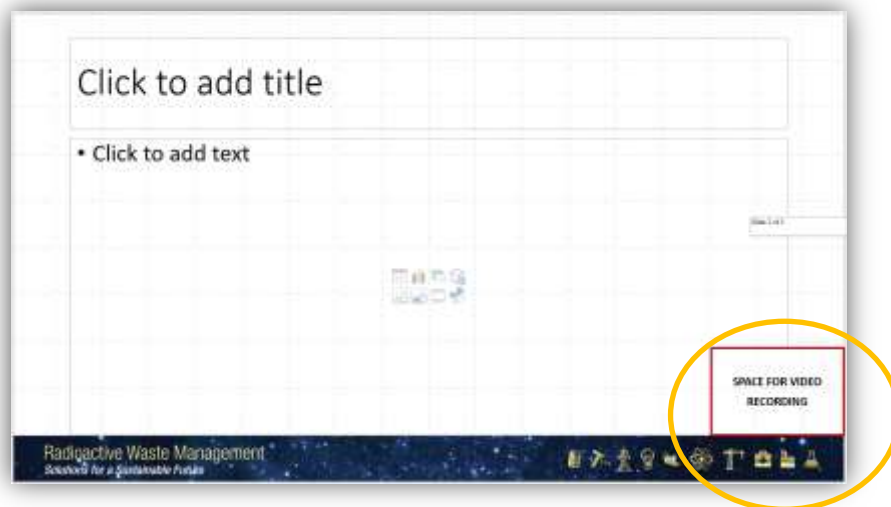 Click to add title
• Click to add text
SPACE FOR VIDEO
RECORDING
Radioactive Waste Management
Solutions for a Sustainable Future